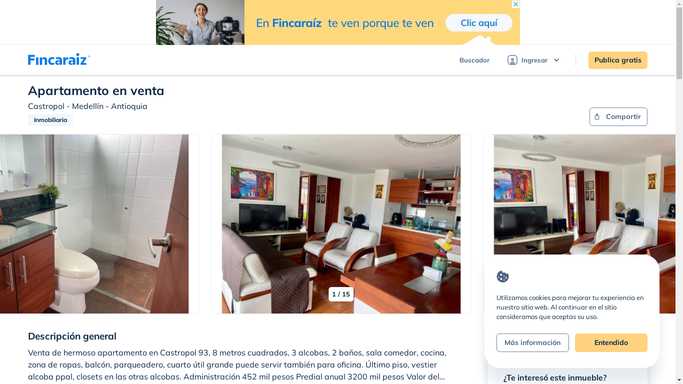 En Fincaraíz te ven porque te ven
Clic aquí
Fincaraiz
Buscador
Ingresar
Publica gratis
Apartamento en venta
Castropol - Medellín - Antioquia
Inmobiliaria
Compartir
1 / 15
Utilizamos cookies para mejorar tu experiencia en
nuestro sitio web. Al continuar en el sitio
consideramos que aceptas su uso.
Más información
Entendido
Descripción general
Venta de hermoso apartamento en Castropol 93, 8 metros cuadrados, 3 alcobas, 2 baños, sala comedor, cocina,
zona de ropas, balcón, parqueadero, cuarto útil grande puede servir también para oficina. Último piso, vestier
alcoba ppal, closets en las otras alcobas. Administración 452 mil pesos Predial anual 3200 mil pesos Valor del...
¿Te interesó este inmueble?